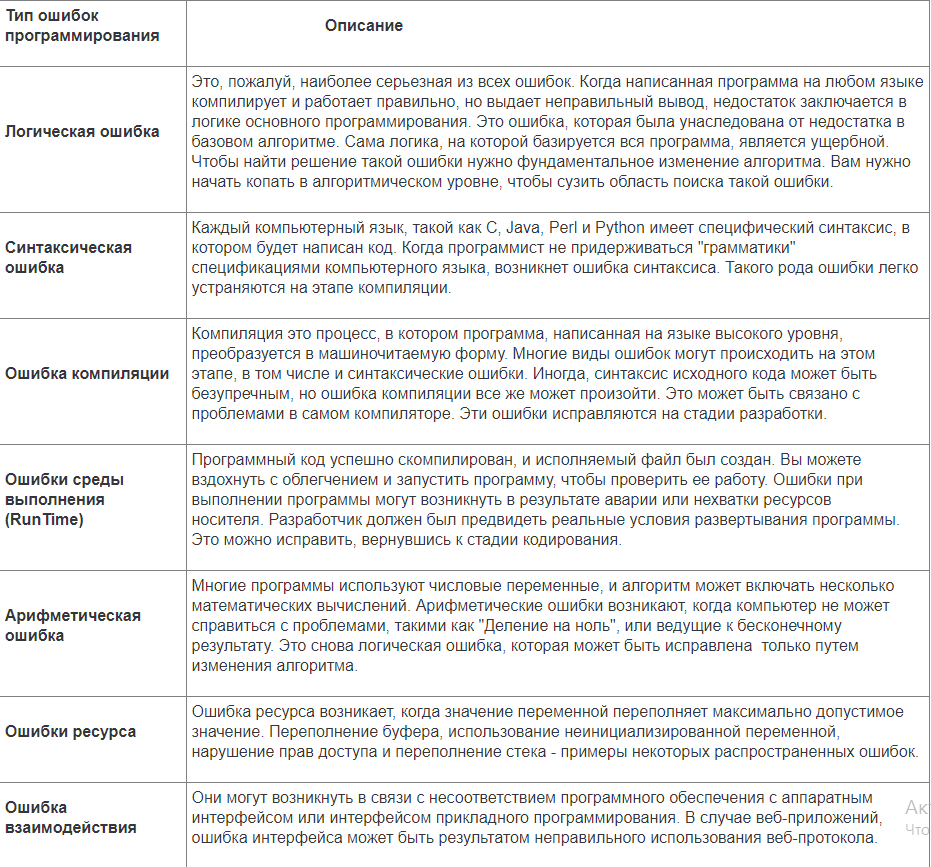 Тип ошибок
программирования
Описание
Логическая ошибка
Это, пожалуй, наиболее серьезная из всех ошибок. Когда написанная программа на любом языке
компилирует и работает правильно, но выдает неправильный вывод, недостаток заключается в
логике основного программирования. Это ошибка, которая была унаследована от недостатка в
базовом алгоритме. Сама логика, на которой базируется вся программа, является ущербной.
Чтобы найти решение такой ошибки нужно фундаментальное изменение алгоритма. Вам нужно
начать копать в алгоритмическом уровне, чтобы сузить область поиска такой ошибки.
Синтаксическая
ошибка
Каждый компьютерный язык, такой как C, Java, Perl и Python имеет специфический синтаксис, в
котором будет написан код. Когда программист не придерживаться "грамматики"
спецификациями компьютерного языка, возникнет ошибка синтаксиса. Такого рода ошибки легко
устраняются на этапе компиляции.
Ошибка компиляции
Компиляция это процесс, в котором программа, написанная на языке высокого уровня,
преобразуется в машиночитаемую форму. Многие виды ошибок могут происходить на этом
этапе, в том числе и синтаксические ошибки. Иногда, синтаксис исходного кода может быть
безупречным, но ошибка компиляции все же может произойти. Это может быть связано с
проблемами в самом компиляторе. Эти ошибки исправляются на стадии разработки.
Ошибки среды
выполнения
(RunTime)
Программный код успешно скомпилирован, и исполняемый файл был создан. Вы можете
вздохнуть с облегчением и запустить программу, чтобы проверить ее работу. Ошибки при
выполнении программы могут возникнуть в результате аварии или нехватки ресурсов
носителя. Разработчик должен был предвидеть реальные условия развертывания программы.
Это можно исправить, вернувшись к стадии кодирования.
Арифметическая
ошибка
Многие программы используют числовые переменные, и алгоритм может включать несколько
математических вычислений. Арифметические ошибки возникают, когда компьютер не может
справиться с проблемами, такими как "Деление на ноль", или ведущие к бесконечному
результату. Это снова логическая ошибка, которая может быть исправлена  только путем
изменения алгоритма.
Ошибки ресурса
Ошибка ресурса возникает, когда значение переменной переполняет максимально допустимое
значение. Переполнение буфера, использование неинициализированной переменной,
нарушение прав доступа и переполнение стека - примеры некоторых распространенных ошибок.
Ошибка
взаимодействия
Они могут возникнуть в связи с несоответствием программного обеспечения с аппаратным
интерфейсом или интерфейсом прикладного программирования. В случае веб-приложений,
ошибка интерфейса может быть результатом неправильного использования веб-протокола.
Ак
Что